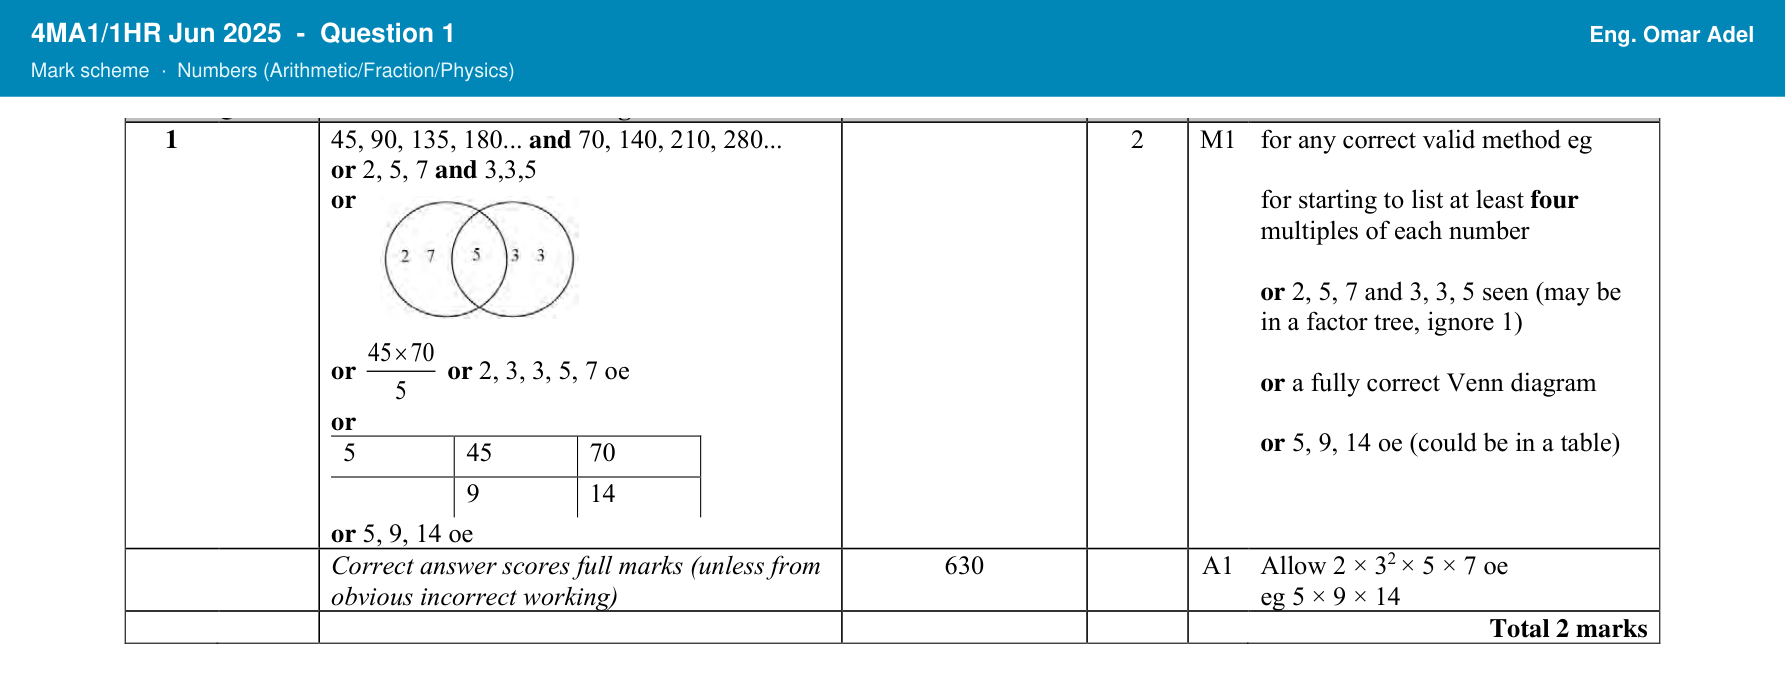 4MA1/1HR Jun 2025 - Question 1
Eng. Omar Adel
Mark scheme · Numbers (Arithmetic/Fraction/Physics)
1
45, 90, 135, 180... and 70, 140, 210, 280...
2
M1 for any correct valid method eg
or 2, 5, 7 and 3,3,5
or
for starting to list at least four
multiples of each number
2 7 5 3 3
or 2, 5, 7 and 3, 3, 5 seen (may be
in a factor tree, ignore 1)
or 45×70/5 or 2, 3, 3, 5, 7 oe
or a fully correct Venn diagram
or
or 5, 9, 14 oe (could be in a table)
5 45 70
9 14
or 5, 9, 14 oe
Correct answer scores full marks (unless from
obvious incorrect working)
630
A1 Allow 2 × 3² × 5 × 7 oe
eg 5 × 9 × 14
Total 2 marks